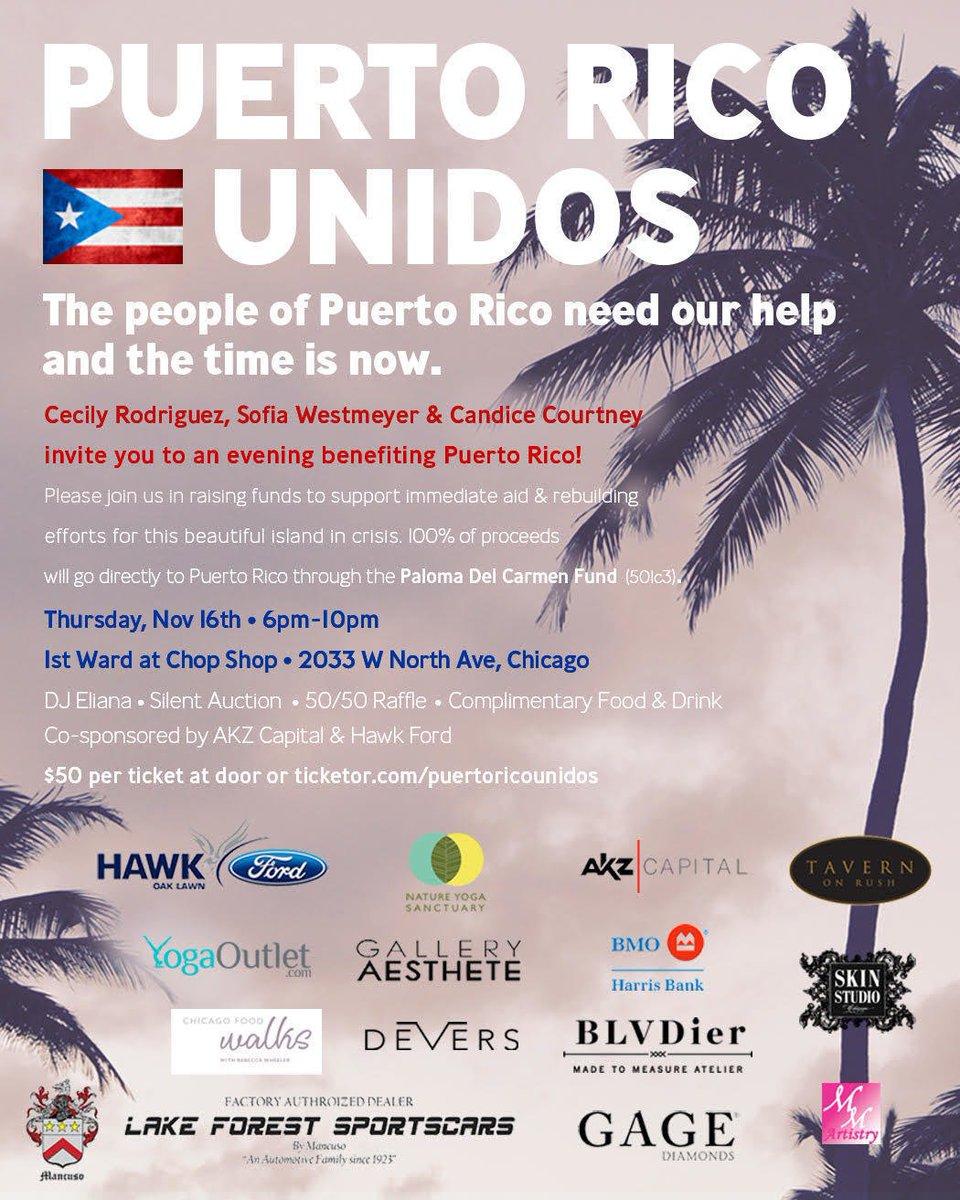 PUERTO RICO
UNIDOS
The people of Puerto Rico need our help
and the time is now.
Cecily Rodriguez, Sofia Westmeyer & Candice Courtney
invite you to an evening benefiting Puerto Rico!
Please join us in raising funds to support immediate aid & rebuilding
efforts for this beautiful island in crisis. 100% of proceeds
will go directly to Puerto Rico through the Paloma Del Carmen Fund (501c3).
Thursday, Nov 16th • 6pm-10pm
1st Ward at Chop Shop • 2033 W North Ave, Chicago
DJ Eliana • Silent Auction • 50/50 Raffle • Complimentary Food & Drink
Co-sponsored by AKZ Capital & Hawk Ford
$50 per ticket at door or ticketor.com/puertoricounidos
HAWK
OAK LAWN
Ford
NATURE YOGA
SANCTUARY
AKZ CAPITAL
TAVERN
ON RUSH
YogaOutlet
.com
GALLERY
AESTHETE
BMO
Harris Bank
SKIN
STUDIO
CHICAGO FOOD
walks
WITH REBECCA WHEELER
DEVERS
BLVDier
MADE TO MEASURE ATELIER
Mancuso
FACTORY AUTHROIZED DEALER
LAKE FOREST SPORTSCARS
By Mancuso
"An Automotive Family since 1923"
GAGE
DIAMONDS
MM
Artistry